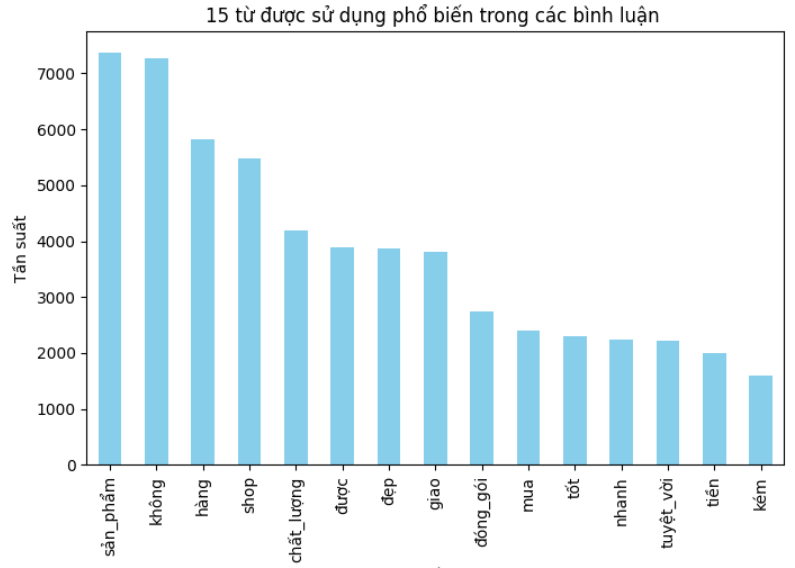 15 từ được sử dụng phổ biến trong các bình luận
Tần suất
7000
6000
5000
4000
3000
2000
1000
0
sản_phẩm
không
hàng
shop
chất_lượng
được
đẹp
giao
đóng_gói
mua
tốt
nhanh
tuyệt_vời
tiền
kém